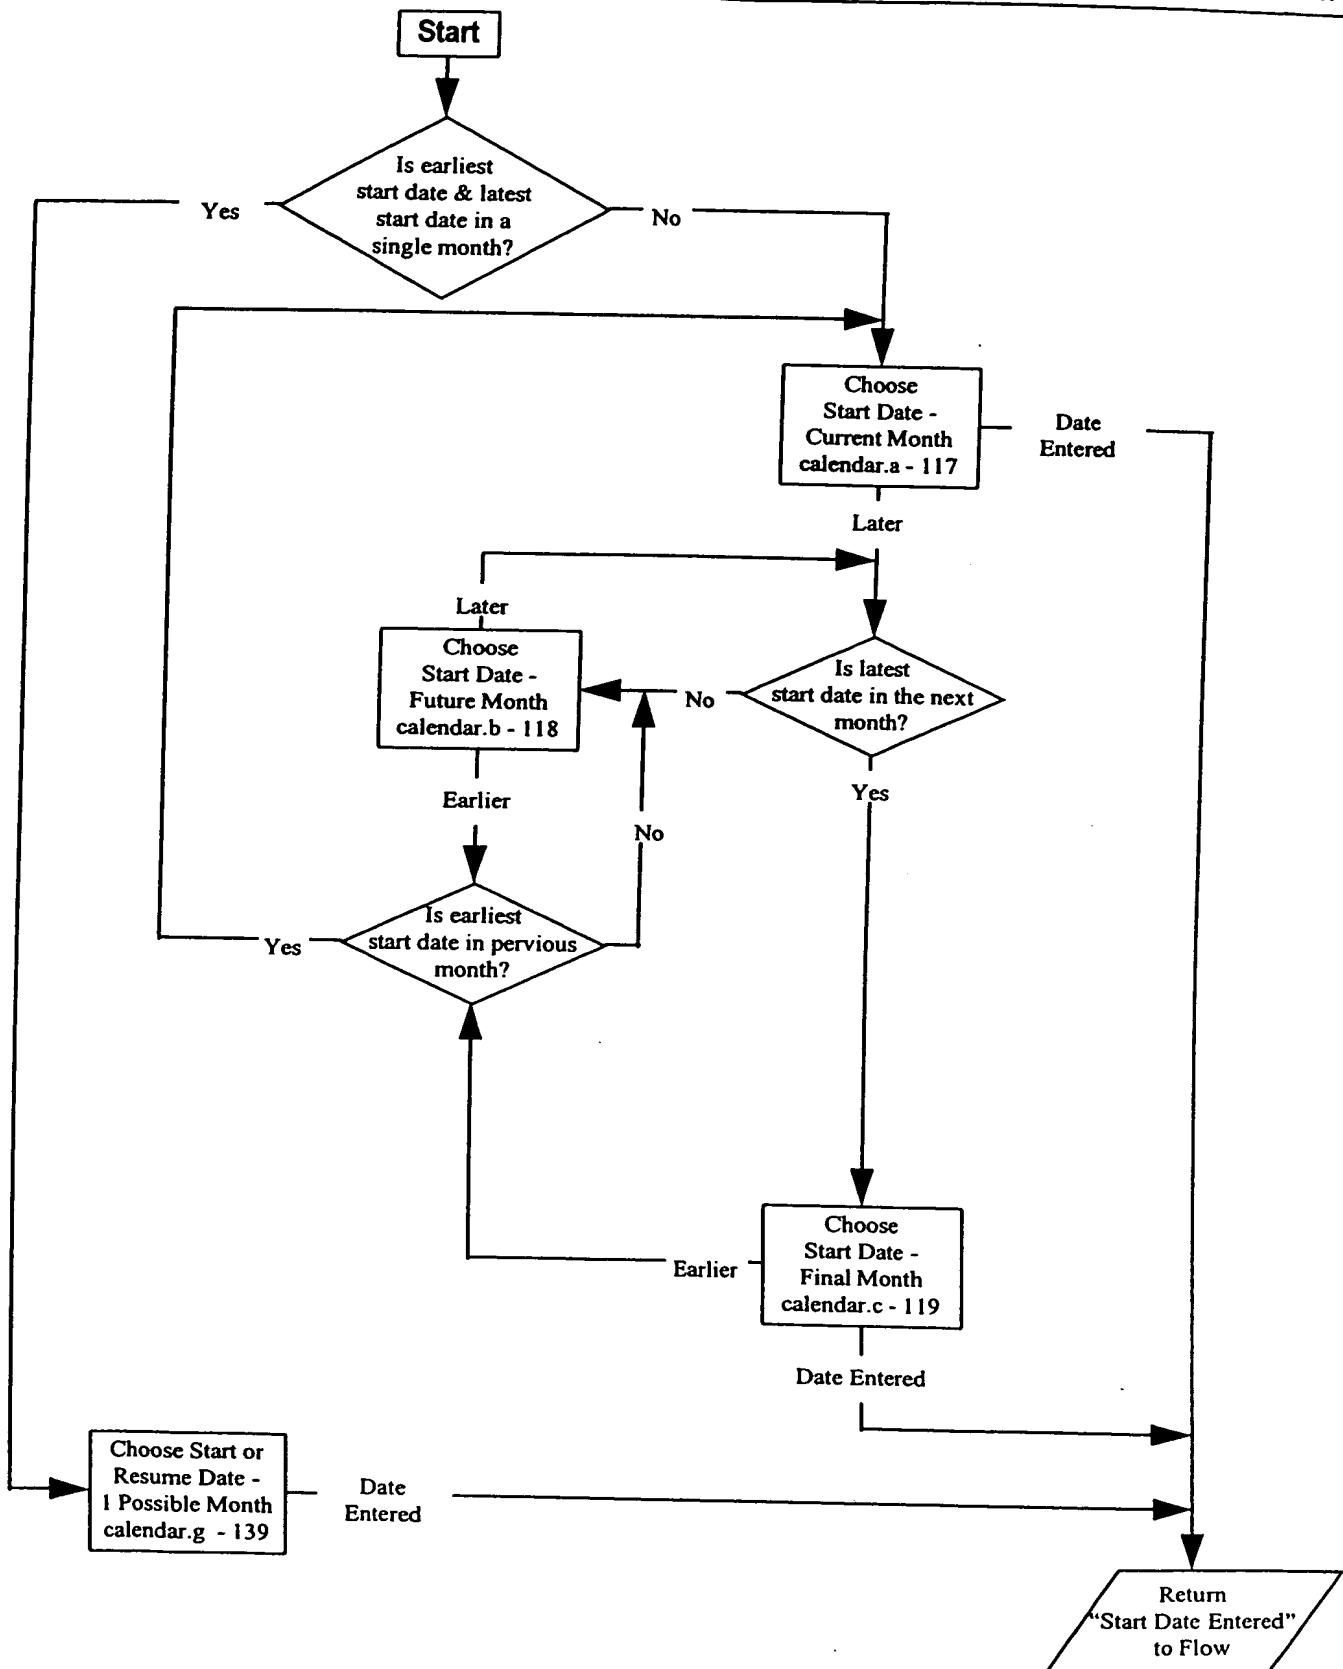 Start
Is earliest
start date & latest
start date in a
single month?
Yes
No
Choose
Start Date -
Current Month
calendar.a - 117
Date
Entered
Later
Later
Choose
Start Date -
Future Month
calendar.b - 118
No
Is latest
start date in the next
month?
Earlier
No
Yes
Is earliest
start date in pervious
month?
Yes
Choose
Start Date -
Final Month
calendar.c - 119
Earlier
Date Entered
Choose Start or
Resume Date -
1 Possible Month
calendar.g - 139
Date
Entered
Return
“Start Date Entered”
to Flow